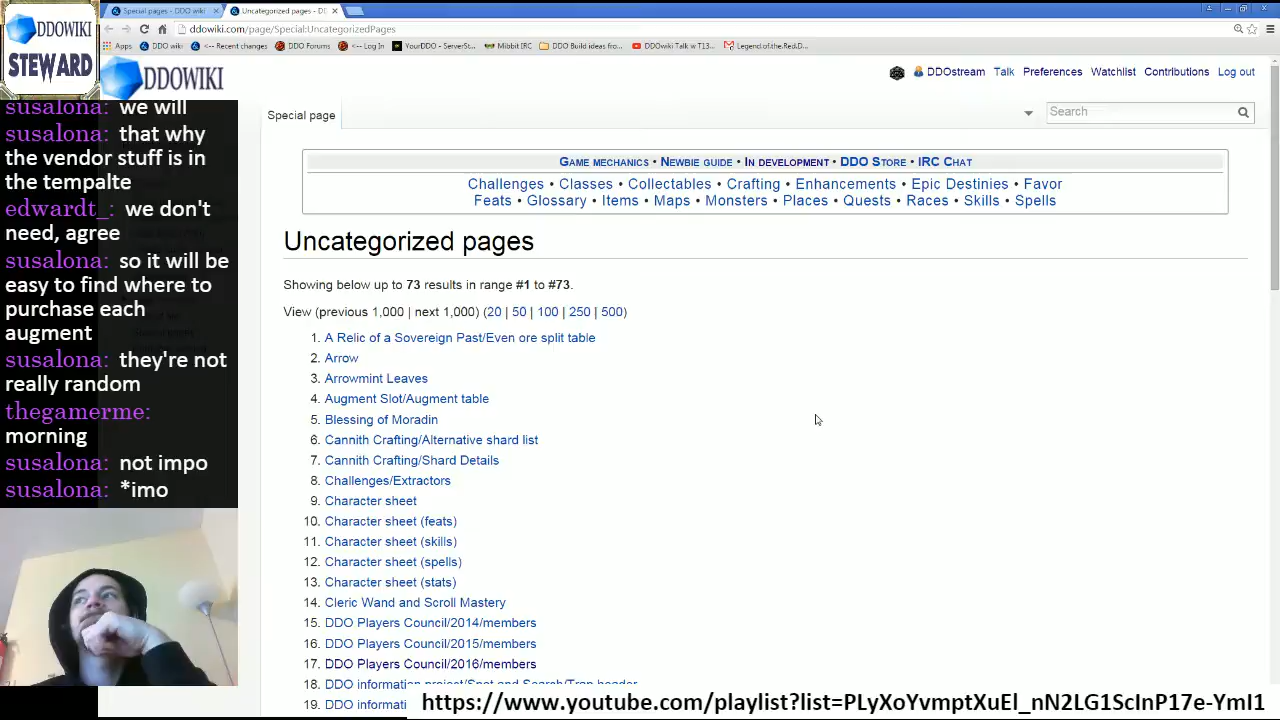 Special pages - DDO wiki
Uncategorized pages - DD
ddowiki.com/page/Special:UncategorizedPages
Apps DDO wiki <-- Recent changes DDO Forums <-- Log In YourDDO - ServerSt... Mibbit IRC DDO Build ideas fro... DDOwiki Talk w T13... Legend.of.the.Red.D...
DDOWIKI
STEWARD
DDOWIKI
DDOstream Talk Preferences Watchlist Contributions Log out
Special page
Search
GAME MECHANICS • NEWBIE GUIDE • IN DEVELOPMENT • DDO STORE • IRC CHAT
Challenges • Classes • Collectables • Crafting • Enhancements • Epic Destinies • Favor
Feats • Glossary • Items • Maps • Monsters • Places • Quests • Races • Skills • Spells
Uncategorized pages
Showing below up to 73 results in range #1 to #73.
View (previous 1,000 | next 1,000) (20 | 50 | 100 | 250 | 500)
1. A Relic of a Sovereign Past/Even ore split table
2. Arrow
3. Arrowmint Leaves
4. Augment Slot/Augment table
5. Blessing of Moradin
6. Cannith Crafting/Alternative shard list
7. Cannith Crafting/Shard Details
8. Challenges/Extractors
9. Character sheet
10. Character sheet (feats)
11. Character sheet (skills)
12. Character sheet (spells)
13. Character sheet (stats)
14. Cleric Wand and Scroll Mastery
15. DDO Players Council/2014/members
16. DDO Players Council/2015/members
17. DDO Players Council/2016/members
18. DDO information project/Spot and Search/Trap header
19. DDO informati
susalona: we will
susalona: that why
the vendor stuff is in
the tempalte
edwardt_: we don't
need, agree
susalona: so it will be
easy to find where to
purchase each
augment
susalona: they're not
really random
thegamerme:
morning
susalona: not impo
susalona: *imo
https://www.youtube.com/playlist?list=PLyXoYvmptXuEl_nN2LG1ScInP17e-YmI1